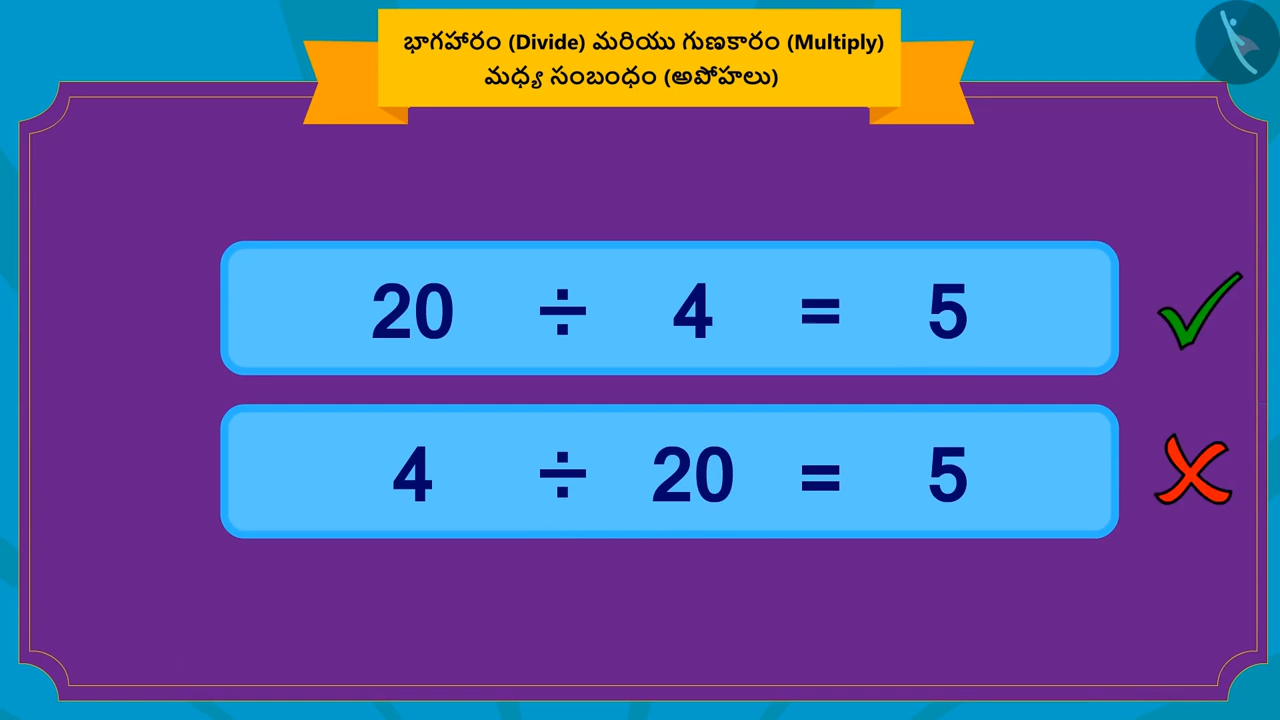 భాగహారం (Divide) మరియు గుణకారం (Multiply)
మధ్య సంబంధం (అపోహలు)
20 ÷ 4 = 5
4 ÷ 20 = 5